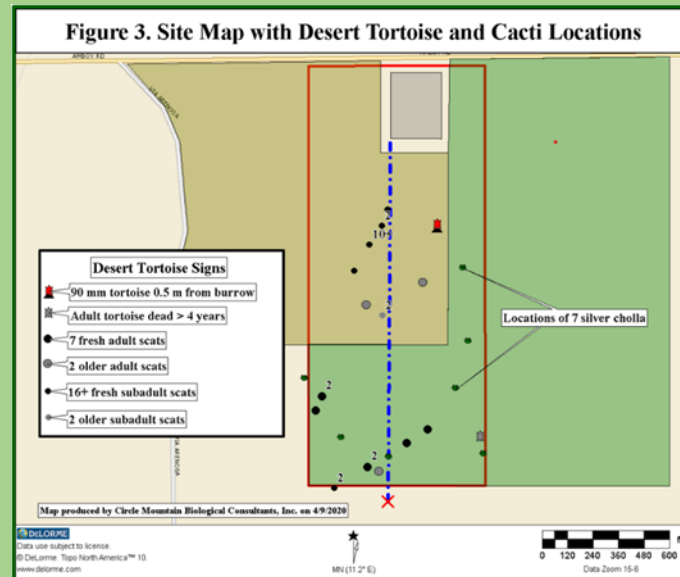 Figure 3. Site Map with Desert Tortoise and Cacti Locations
AMBOY RD
VIA ARENOSA
2
10+
Desert Tortoise Signs
90 mm tortoise 0.5 m from burrow
Adult tortoise dead > 4 years
7 fresh adult scats
2 older adult scats
16+ fresh subadult scats
2 older subadult scats
Locations of 7 silver cholla
2
2
2
Map produced by Circle Mountain Biological Consultants, Inc. on 4/9/2020
DELORME
Data use subject to license.
© DeLorme. Topo North America™ 10.
www.delorme.com
MN (11.2° E)
0 120 240 360 480 600
Data Zoom 15-6